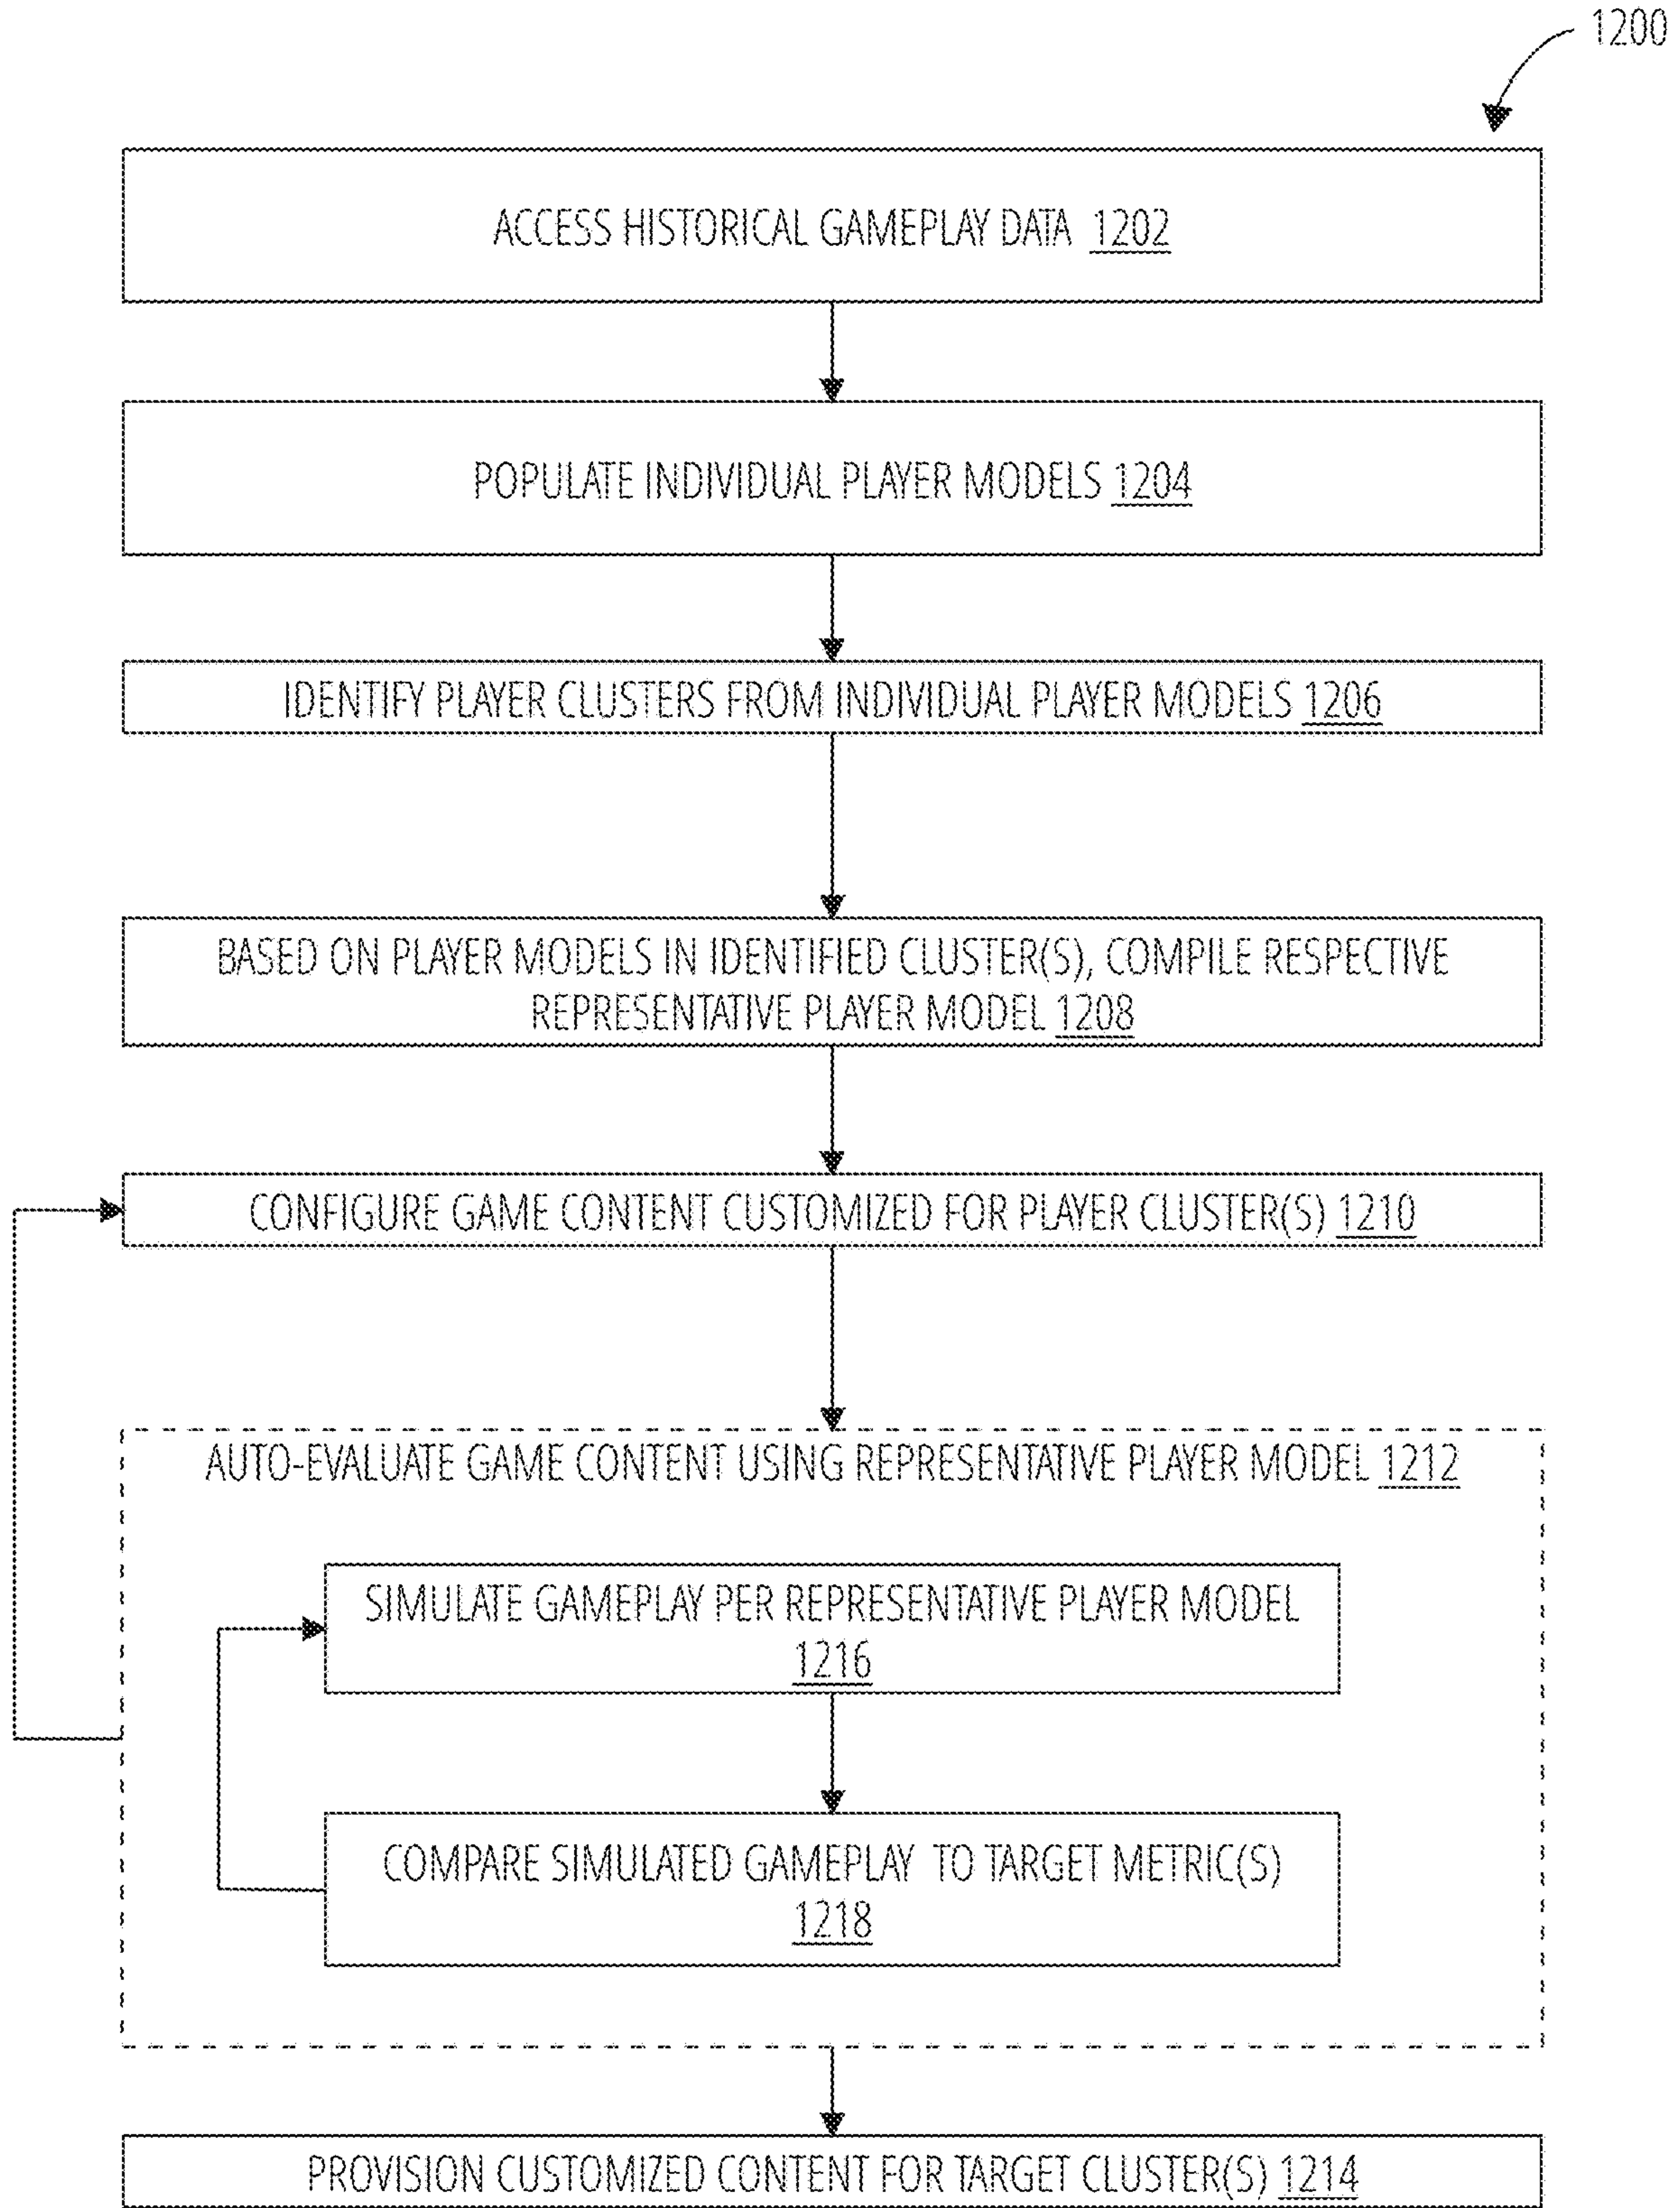 1200
ACCESS HISTORICAL GAMEPLAY DATA 1202
POPULATE INDIVIDUAL PLAYER MODELS 1204
IDENTIFY PLAYER CLUSTERS FROM INDIVIDUAL PLAYER MODELS 1206
BASED ON PLAYER MODELS IN IDENTIFIED CLUSTER(S), COMPILE RESPECTIVE
REPRESENTATIVE PLAYER MODEL 1208
CONFIGURE GAME CONTENT CUSTOMIZED FOR PLAYER CLUSTER(S) 1210
AUTO-EVALUATE GAME CONTENT USING REPRESENTATIVE PLAYER MODEL 1212
SIMULATE GAMEPLAY PER REPRESENTATIVE PLAYER MODEL
1216
COMPARE SIMULATED GAMEPLAY TO TARGET METRIC(S)
1218
PROVISION CUSTOMIZED CONTENT FOR TARGET CLUSTER(S) 1214